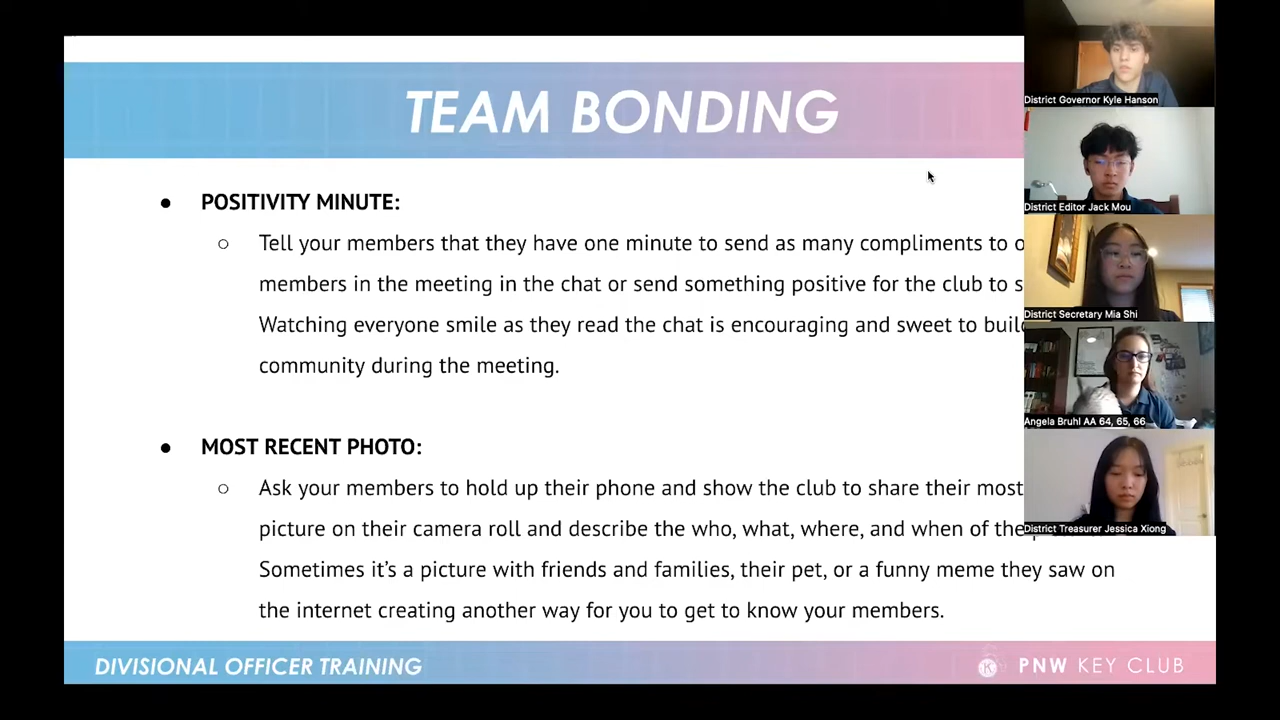 TEAM BONDING
District Governor Kyle Hanson
District Editor Jack Mou
District Secretary Mia Shi
Angela Bruhl AA 64, 65, 66
District Treasurer Jessica Xiong
● POSITIVITY MINUTE:
○ Tell your members that they have one minute to send as many compliments to
members in the meeting in the chat or send something positive for the club to
Watching everyone smile as they read the chat is encouraging and sweet to
community during the meeting.
● MOST RECENT PHOTO:
○ Ask your members to hold up their phone and show the club to share their most
picture on their camera roll and describe the who, what, where, and when of the
Sometimes it's a picture with friends and families, their pet, or a funny meme they saw on
the internet creating another way for you to get to know your members.
DIVISIONAL OFFICER TRAINING
K PNW KEY CLUB